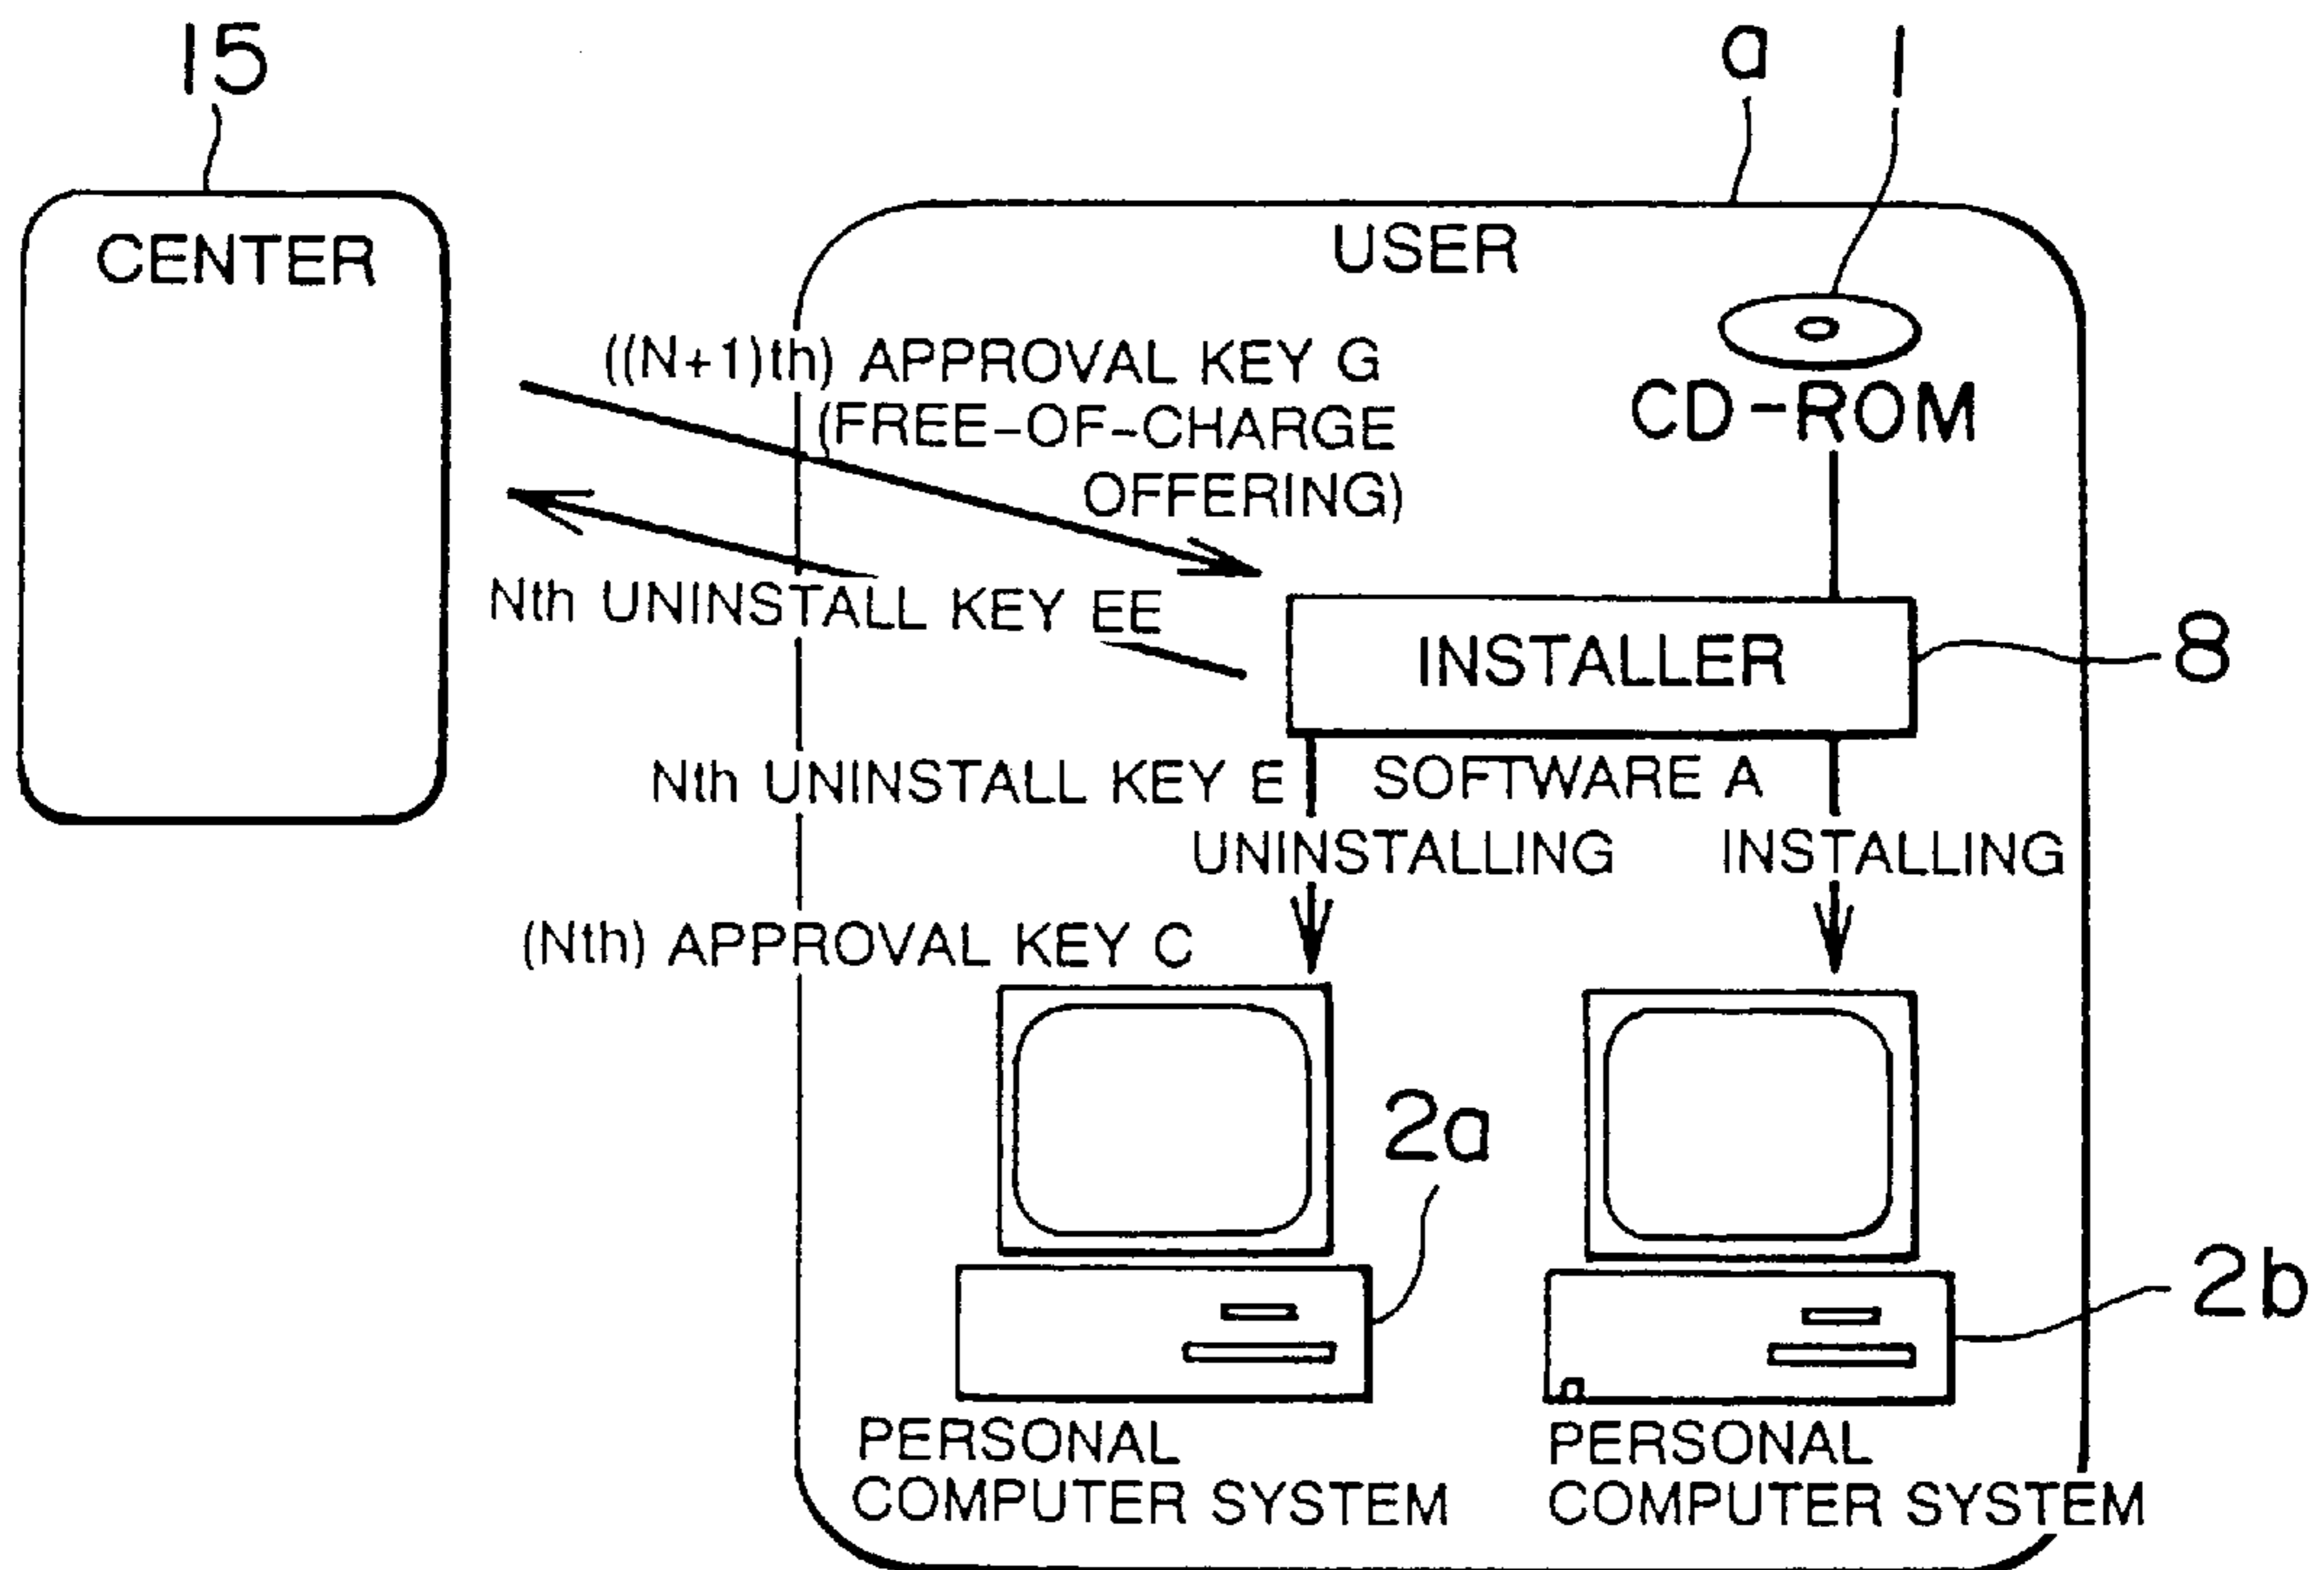 15
a
1
CENTER
USER
((N+1)th) APPROVAL KEY G
(FREE-OF-CHARGE
OFFERING)
CD-ROM
Nth UNINSTALL KEY EE
INSTALLER
8
Nth UNINSTALL KEY E
SOFTWARE A
UNINSTALLING
INSTALLING
(Nth) APPROVAL KEY C
2a
2b
PERSONAL
COMPUTER SYSTEM
PERSONAL
COMPUTER SYSTEM